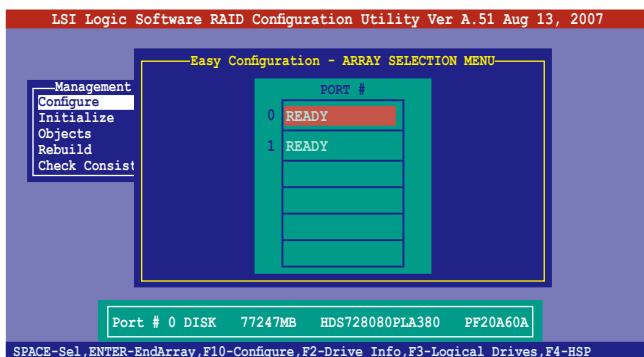 LSI Logic Software RAID Configuration Utility Ver A.51 Aug 13, 2007
Easy Configuration - ARRAY SELECTION MENU
Management
Configure
Initialize
Objects
Rebuild
Check Consist
PORT #
0 READY
1 READY
Port # 0 DISK 77247MB HDS728080PLA380 PF20A60A
SPACE-Sel,ENTER-EndArray,F10-Configure,F2-Drive Info,F3-Logical Drives,F4-HSP